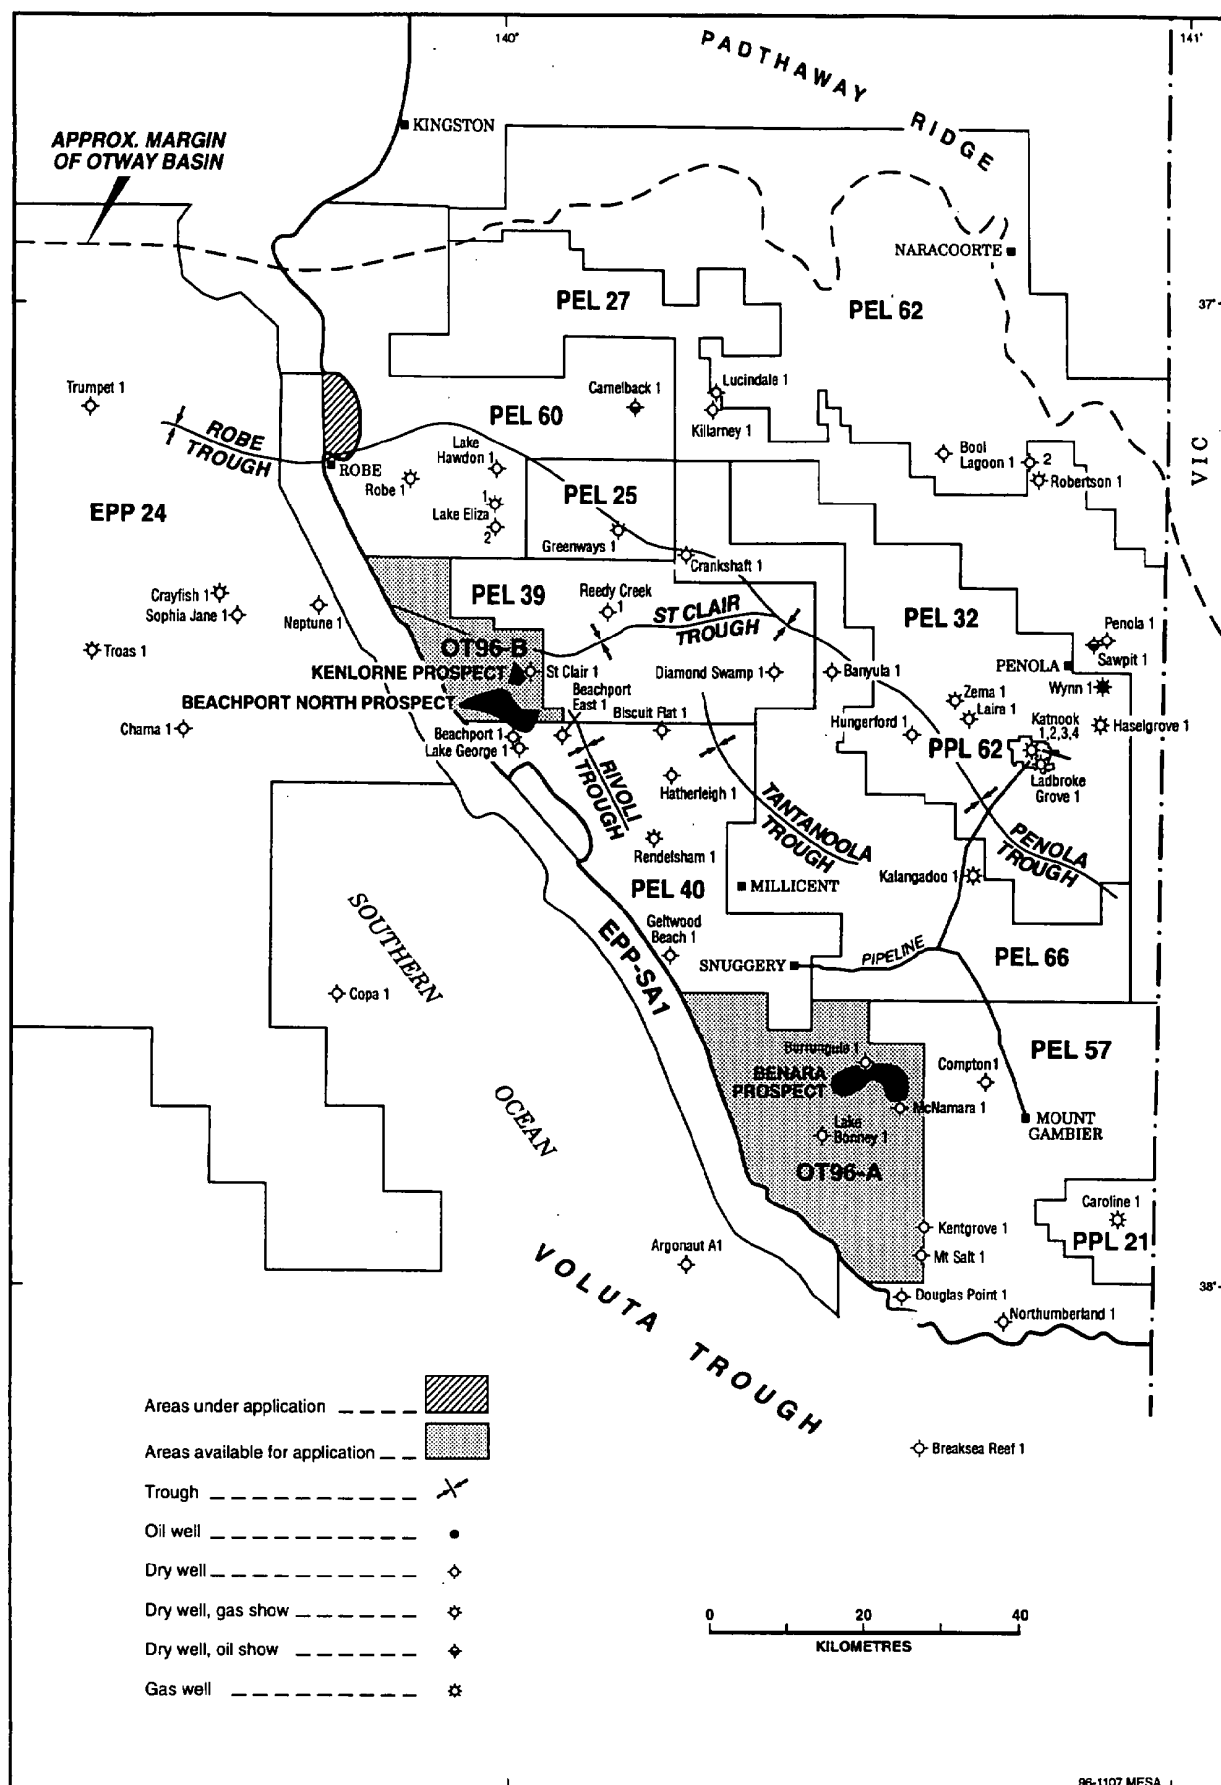 140°
141°
PADTHAWAY RIDGE
KINGSTON
APPROX. MARGIN
OF OTWAY BASIN
NARACOORTE
PEL 27
PEL 62
37°
Trumpet 1
Camelback 1
Lucindale 1
PEL 60
Killarney 1
ROBE
TROUGH
ROBE
Lake
Hawdon 1
Bool
Lagoon 1
2
Robertson 1
VIC
Robe 1
PEL 25
1
Lake Eliza
2
EPP 24
Greenways 1
Crankshaft 1
Crayfish 1
Sophia Jane 1
Neptune 1
PEL 39
Reedy Creek
1
ST CLAIR
TROUGH
PEL 32
Penola 1
Sawpit 1
Troas 1
OT96-B
KENLORNE PROSPECT
St Clair 1
Diamond Swamp 1
Banyula 1
PENOLA
Wynn 1
BEACHPORT NORTH PROSPECT
Beachport
East 1
Biscuit Flat 1
Zema 1
Laira 1
Chama 1
Beachport 1
Lake George 1
Hungerford 1
PPL 62
Katnook
1,2,3,4
Haselgrove 1
Ladbroke
Grove 1
RIVOLI
TROUGH
Hatherleigh 1
TANTANOOLA
TROUGH
PENOLA
TROUGH
Rendelsham 1
Kalangadoo 1
PEL 40
MILLICENT
SOUTHERN
OCEAN
EPP-SA1
Geltwood
Beach 1
SNUGGERY
PIPELINE
PEL 66
Copa 1
Burrungule 1
BENARA
PROSPECT
Compton 1
PEL 57
McNamara 1
MOUNT
GAMBIER
Lake
Bonney 1
OT96-A
Caroline 1
PPL 21
Kentgrove 1
Argonaut A1
Mt Salt 1
38°
Douglas Point 1
Northumberland 1
VOLUTA TROUGH
Breaksea Reef 1
Areas under application
Areas available for application
Trough
Oil well
Dry well
Dry well, gas show
Dry well, oil show
Gas well
0 20 40
KILOMETRES
96-1107 MESA